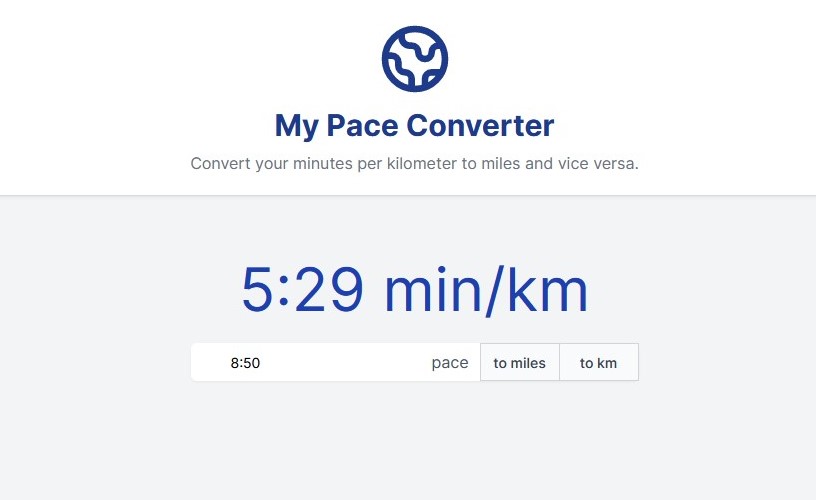 My Pace Converter
Convert your minutes per kilometer to miles and vice versa.
5:29 min/km
8:50 pace to miles to km